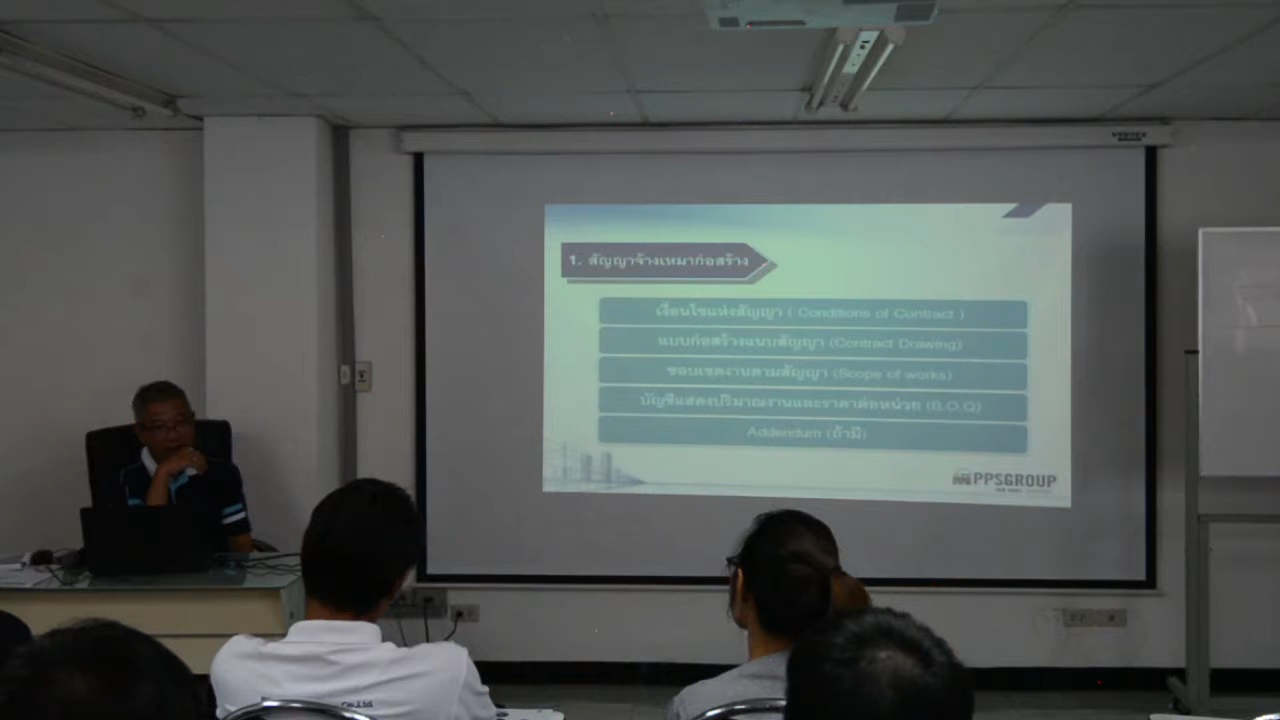 VERTEX
1. สัญญาจ้างเหมาก่อสร้าง
เงื่อนไขแห่งสัญญา ( Conditions of Contract )
แบบก่อสร้างแนบสัญญา (Contract Drawing)
ขอบเขตงานตามสัญญา (Scope of works)
บัญชีแสดงปริมาณงานและราคาต่อหน่วย (B.O.Q)
Addendum (ถ้ามี)
PPSGROUP
Co.,Ltd.